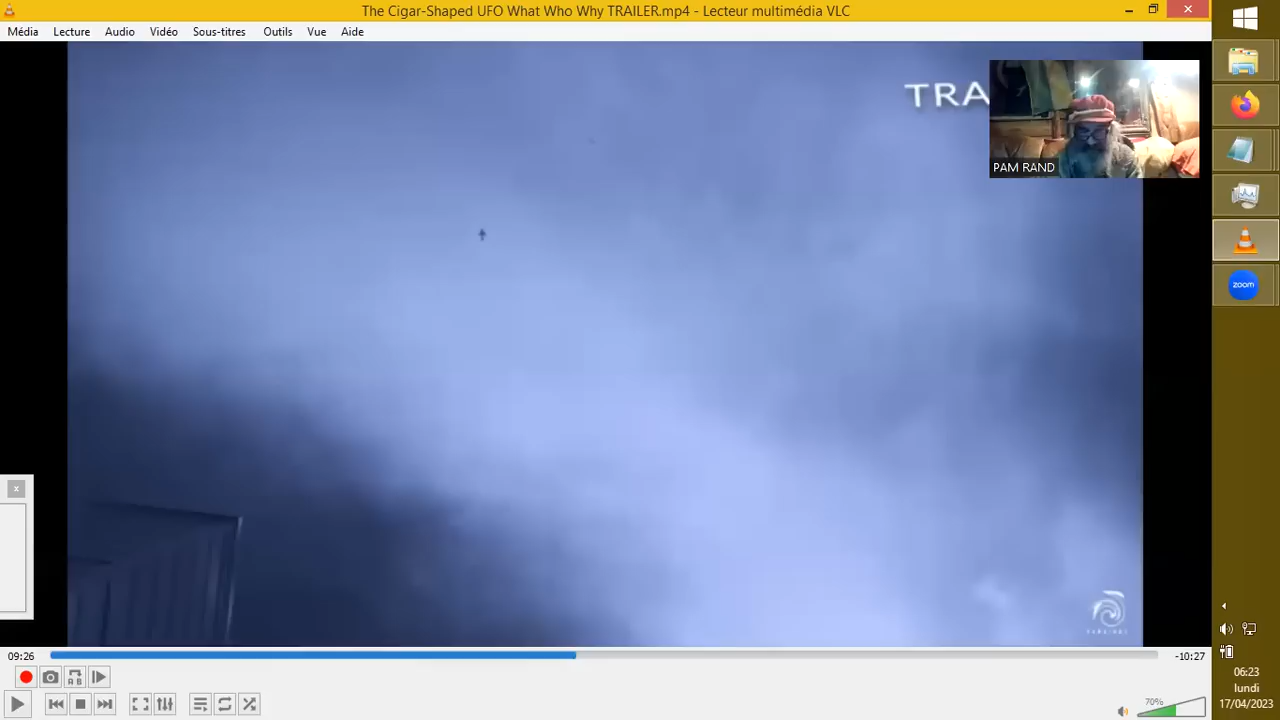 The Cigar-Shaped UFO What Who Why TRAILER.mp4 - Lecteur multimédia VLC
Média Lecture Audio Vidéo Sous-titres Outils Vue Aide
TRA
PAM RAND
zoom
09:26
-10:27
70%
06:23
lundi
17/04/2023